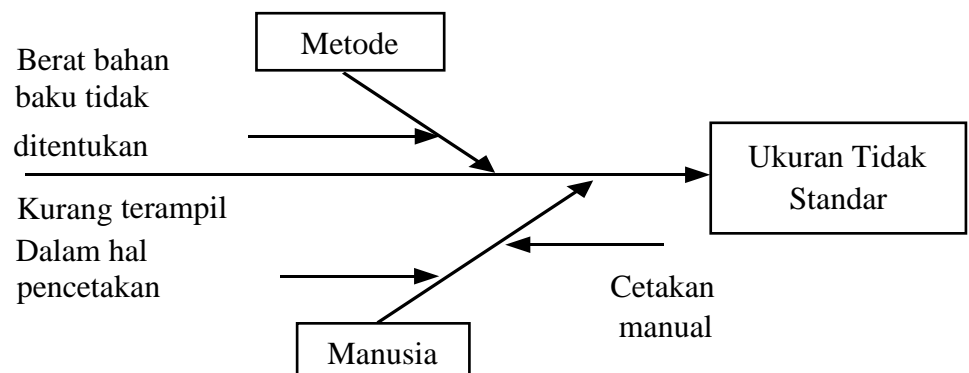 Metode
Berat bahan
baku tidak
ditentukan
Ukuran Tidak
Standar
Kurang terampil
Dalam hal
pencetakan
Cetakan
manual
Manusia